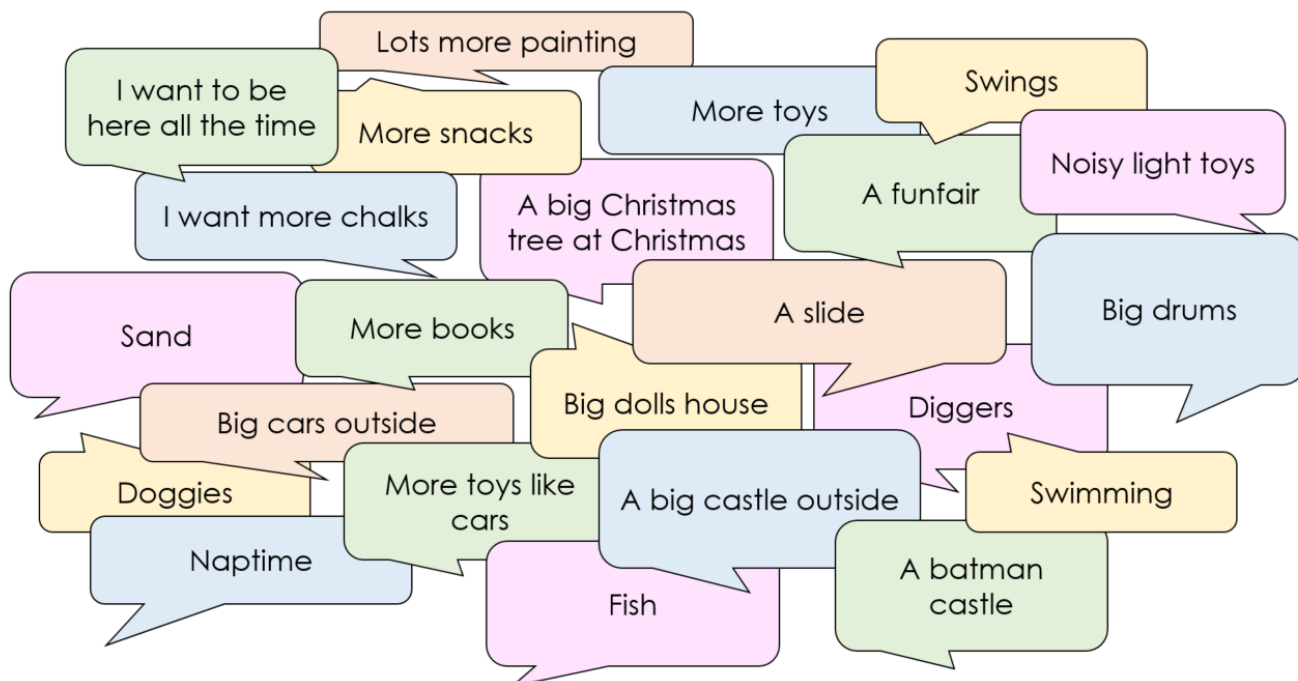 Lots more painting
I want to be
here all the time
More snacks
More toys
Swings
Noisy light toys
I want more chalks
A big Christmas
tree at Christmas
A funfair
Sand
More books
A slide
Big drums
Big cars outside
Big dolls house
Diggers
Doggies
More toys like
cars
A big castle outside
Swimming
Naptime
Fish
A batman
castle